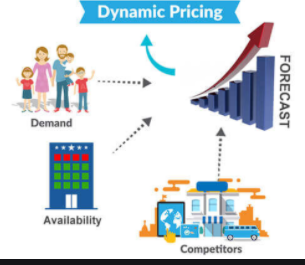 Dynamic Pricing
FORECAST
Demand
Availability
Competitors